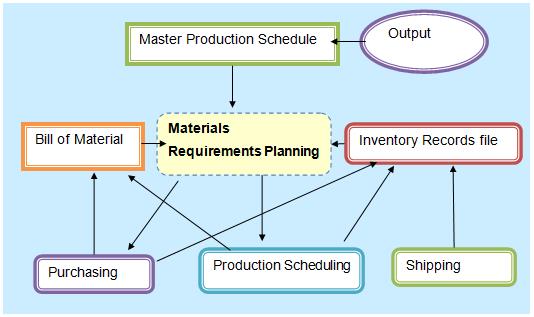 Master Production Schedule
Output
Bill of Material
Materials
Requirements Planning
Inventory Records file
Purchasing
Production Scheduling
Shipping